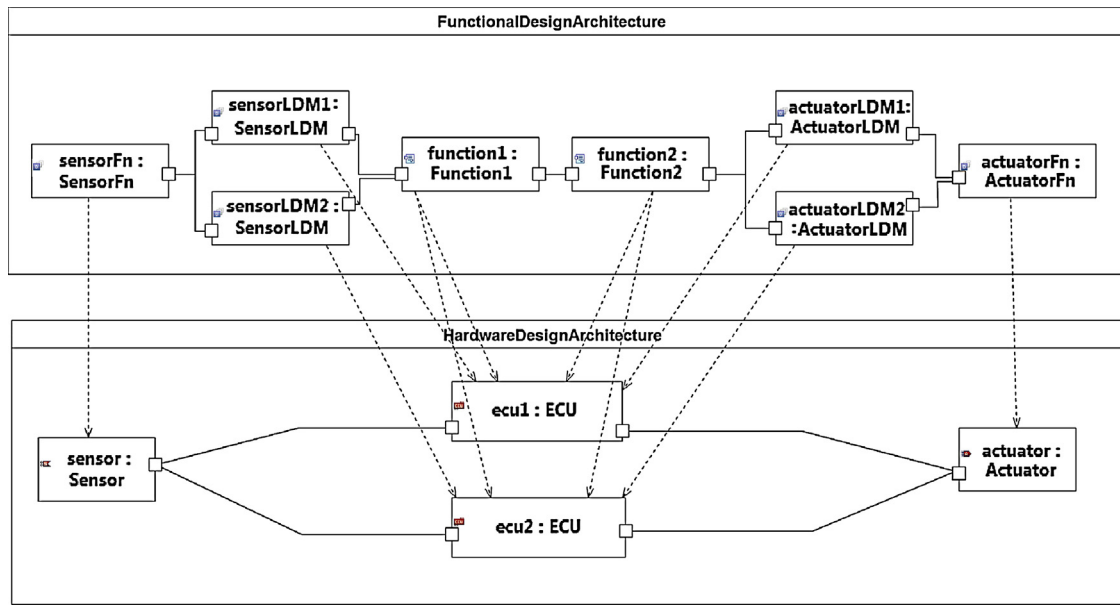 FunctionalDesignArchitecture
sensorFn :
SensorFn
sensorLDM1:
SensorLDM
sensorLDM2:
SensorLDM
function1 :
Function1
function2 :
Function2
actuatorLDM1:
ActuatorLDM
actuatorLDM2
:ActuatorLDM
actuatorFn :
ActuatorFn
HardwareDesignArchitecture
sensor :
Sensor
ecu1 : ECU
ecu2 : ECU
actuator :
Actuator